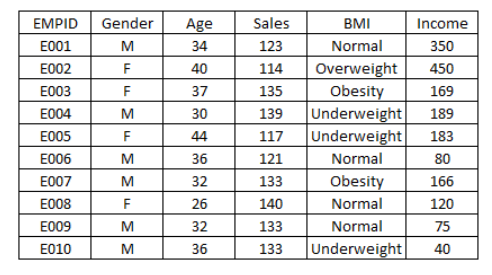 EMPID Gender Age Sales BMI Income
E001 M 34 123 Normal 350
E002 F 40 114 Overweight 450
E003 F 37 135 Obesity 169
E004 M 30 139 Underweight 189
E005 F 44 117 Underweight 183
E006 M 36 121 Normal 80
E007 M 32 133 Obesity 166
E008 F 26 140 Normal 120
E009 M 32 133 Normal 75
E010 M 36 133 Underweight 40